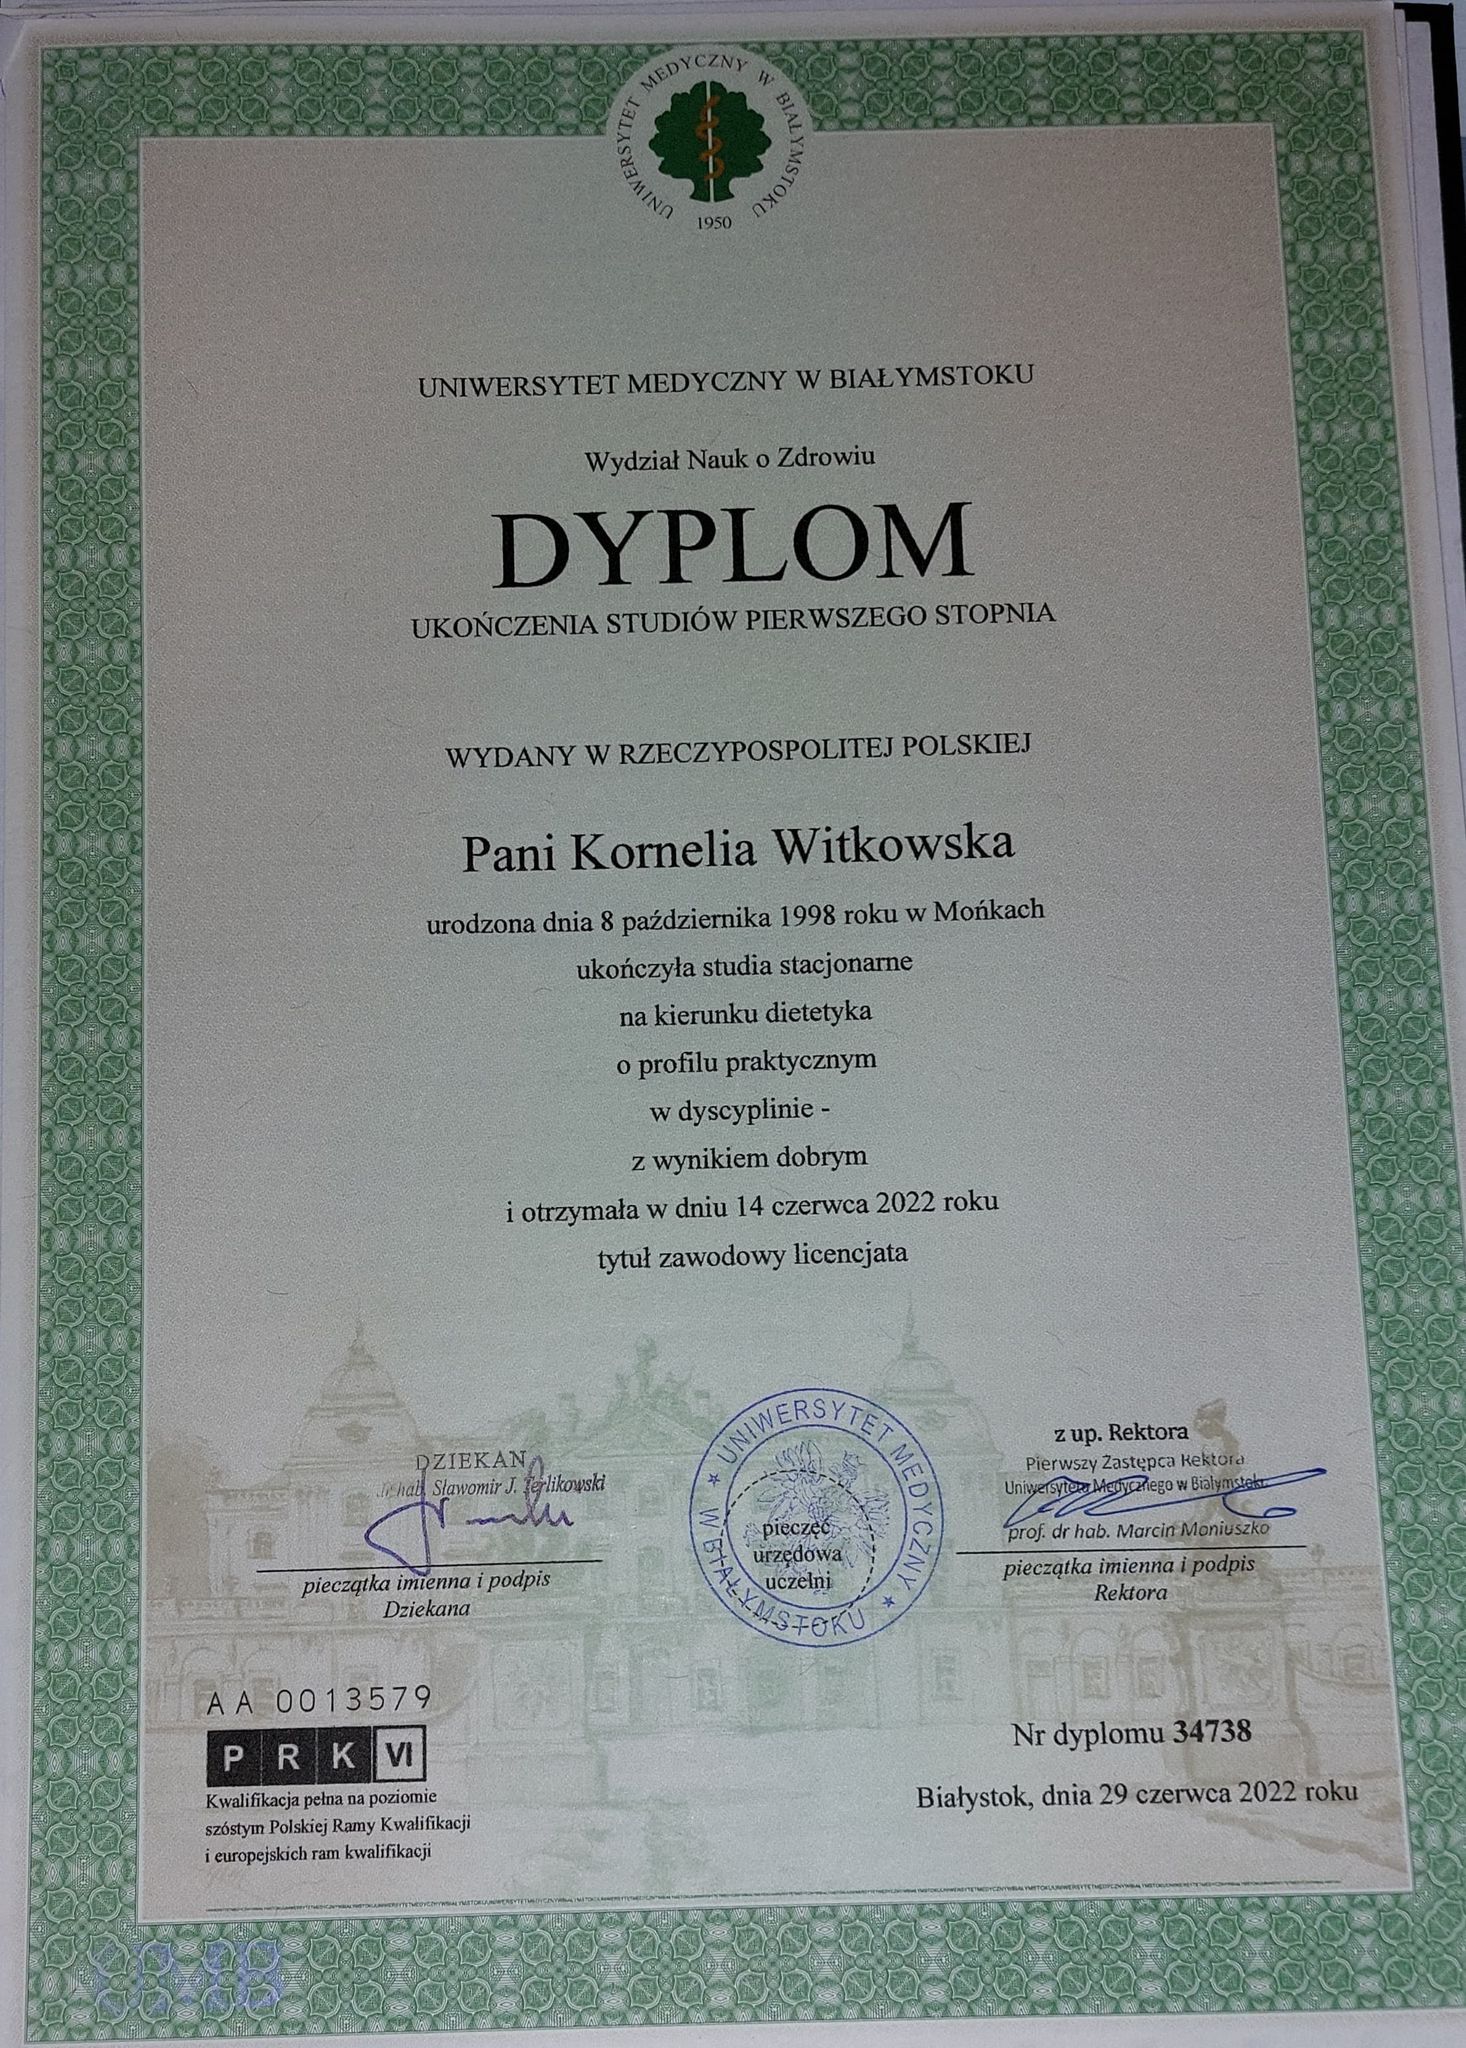 UNIWERSYTET MEDYCZNY W BIAŁYMSTOKU
1950
UNIWERSYTET MEDYCZNY W BIAŁYMSTOKU
Wydział Nauk o Zdrowiu
DYPLOM
UKOŃCZENIA STUDIÓW PIERWSZEGO STOPNIA
WYDANY W RZECZYPOSPOLITEJ POLSKIEJ
Pani Kornelia Witkowska
urodzona dnia 8 października 1998 roku w Mońkach
ukończyła studia stacjonarne
na kierunku dietetyka
o profilu praktycznym
w dyscyplinie -
z wynikiem dobrym
i otrzymała w dniu 14 czerwca 2022 roku
tytuł zawodowy licencjata
DZIEKAN
hab. Sławomir J. Terlikowski
pieczątka imienna i podpis
Dziekana
UNIWERSYTET MEDYCZNY W BIAŁYMSTOKU
pieczęć
urzędowa
uczelni
z up. Rektora
Pierwszy Zastępca Rektora
Uniwersytetu Medycznego w Białymstoku
prof. dr hab. Marcin Moniuszko
pieczątka imienna i podpis
Rektora
AA 0013579
PRK VI
Kwalifikacja pełna na poziomie
szóstym Polskiej Ramy Kwalifikacji
i europejskich ram kwalifikacji
Nr dyplomu 34738
Białystok, dnia 29 czerwca 2022 roku
UMB